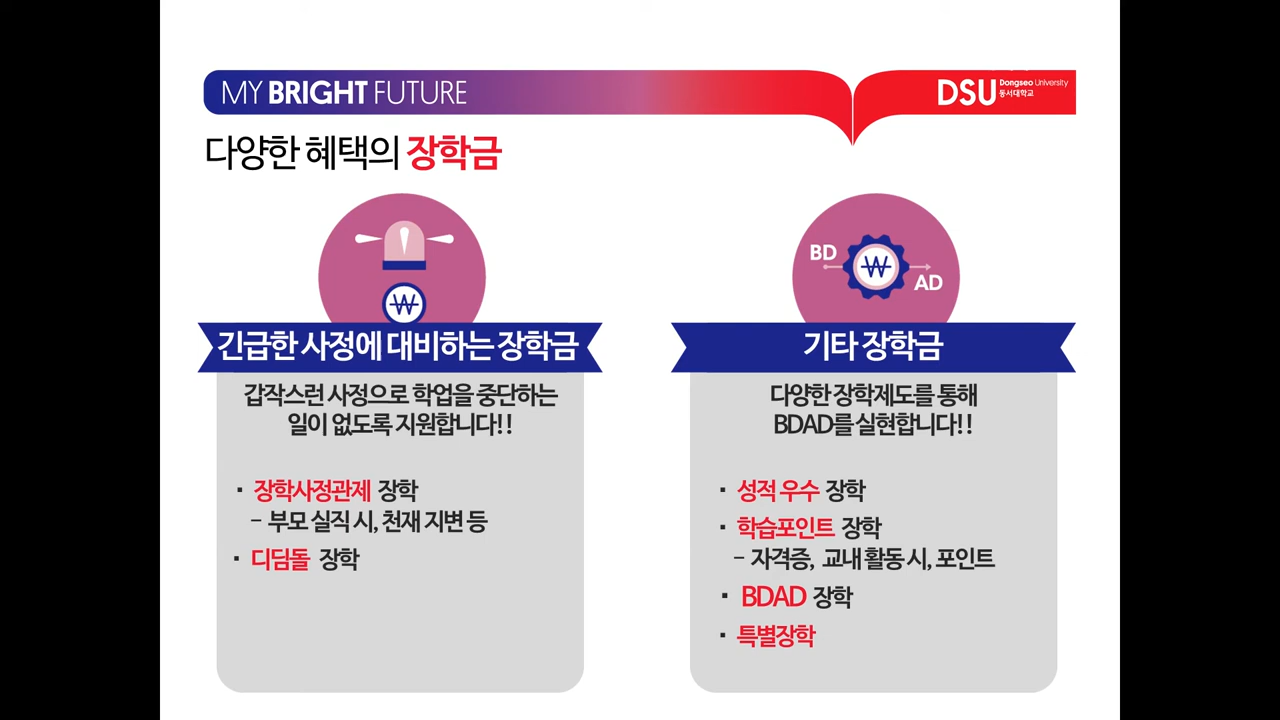 MY BRIGHT FUTURE
DSU Dongseo University
동서대학교
다양한 혜택의 장학금
₩
긴급한 사정에 대비하는 장학금
갑작스런 사정으로 학업을 중단하는
일이 없도록 지원합니다!!
· 장학사정관제 장학
- 부모 실직 시, 천재 지변 등
· 디딤돌 장학
BD
₩
AD
기타 장학금
다양한 장학제도를 통해
BDAD를 실현합니다!!
· 성적 우수 장학
· 학습포인트 장학
- 자격증, 교내 활동 시, 포인트
· BDAD 장학
· 특별장학